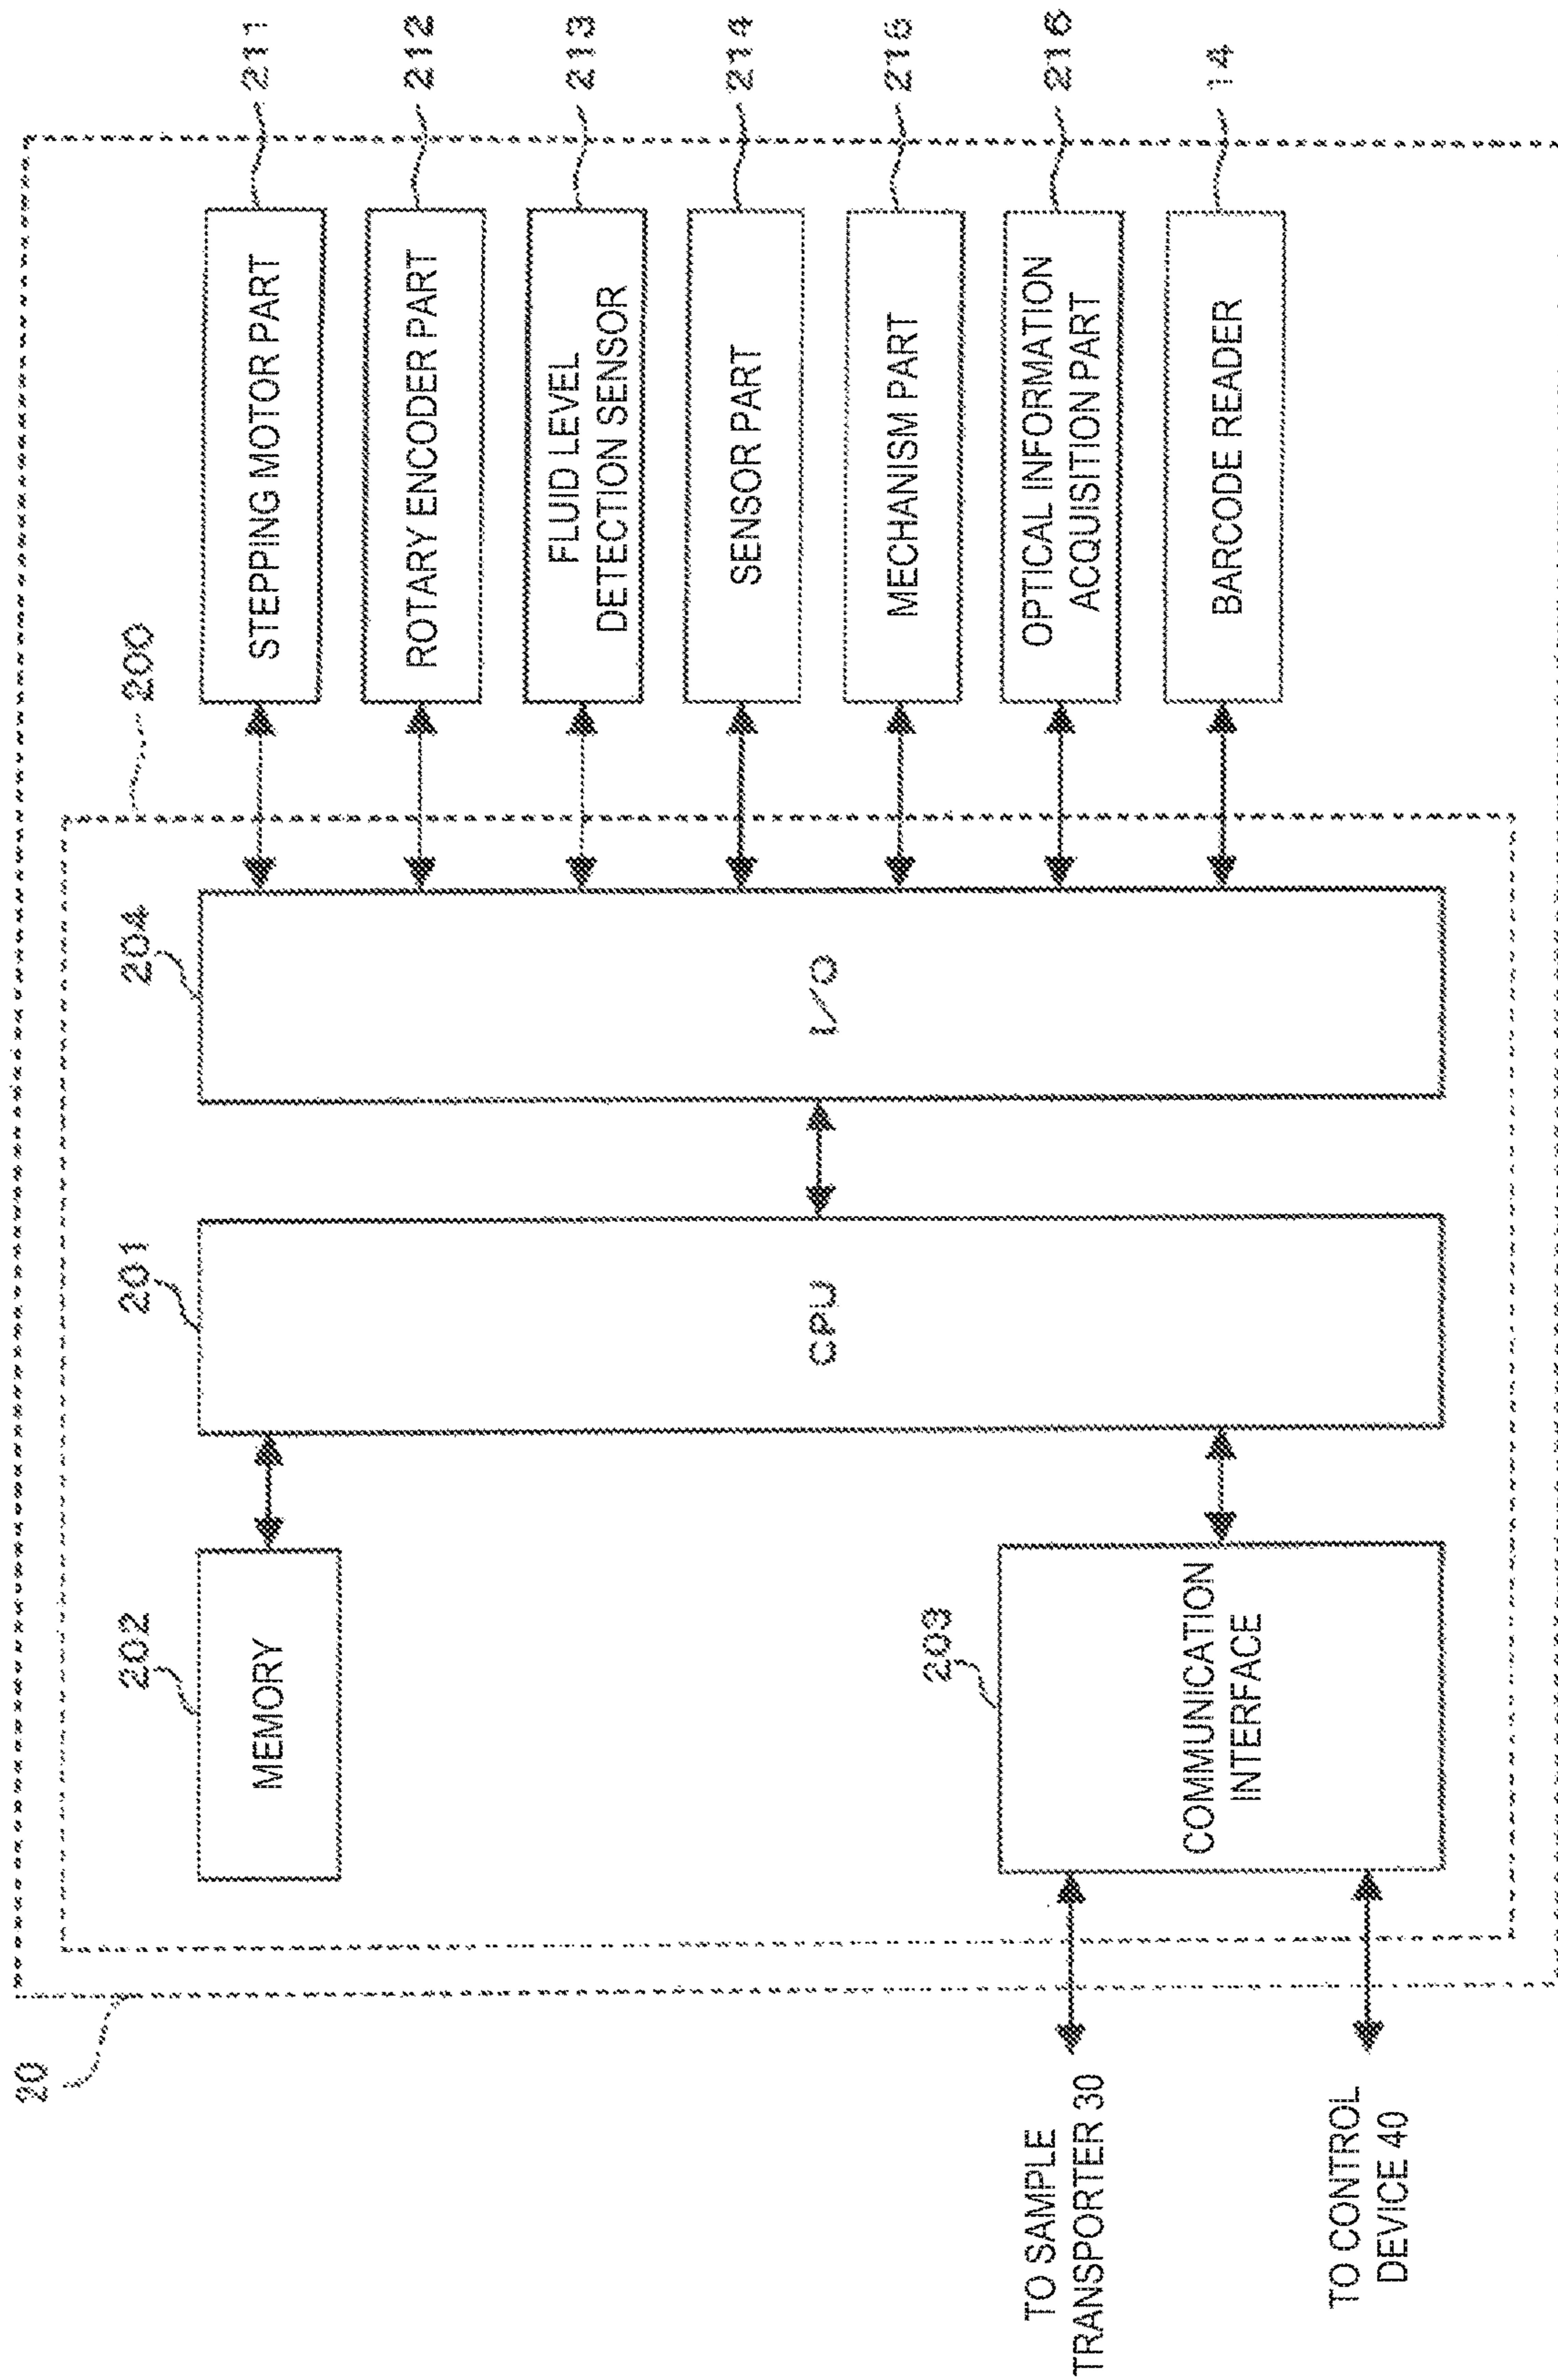 20
202
201
204
200
MEMORY
CPU
I/O
STEPPING MOTOR PART
211
ROTARY ENCODER PART
212
FLUID LEVEL
DETECTION SENSOR
213
SENSOR PART
214
MECHANISM PART
215
OPTICAL INFORMATION
ACQUISITION PART
216
BARCODE READER
14
203
COMMUNICATION
INTERFACE
TO SAMPLE
TRANSPORTER 30
TO CONTROL
DEVICE 40